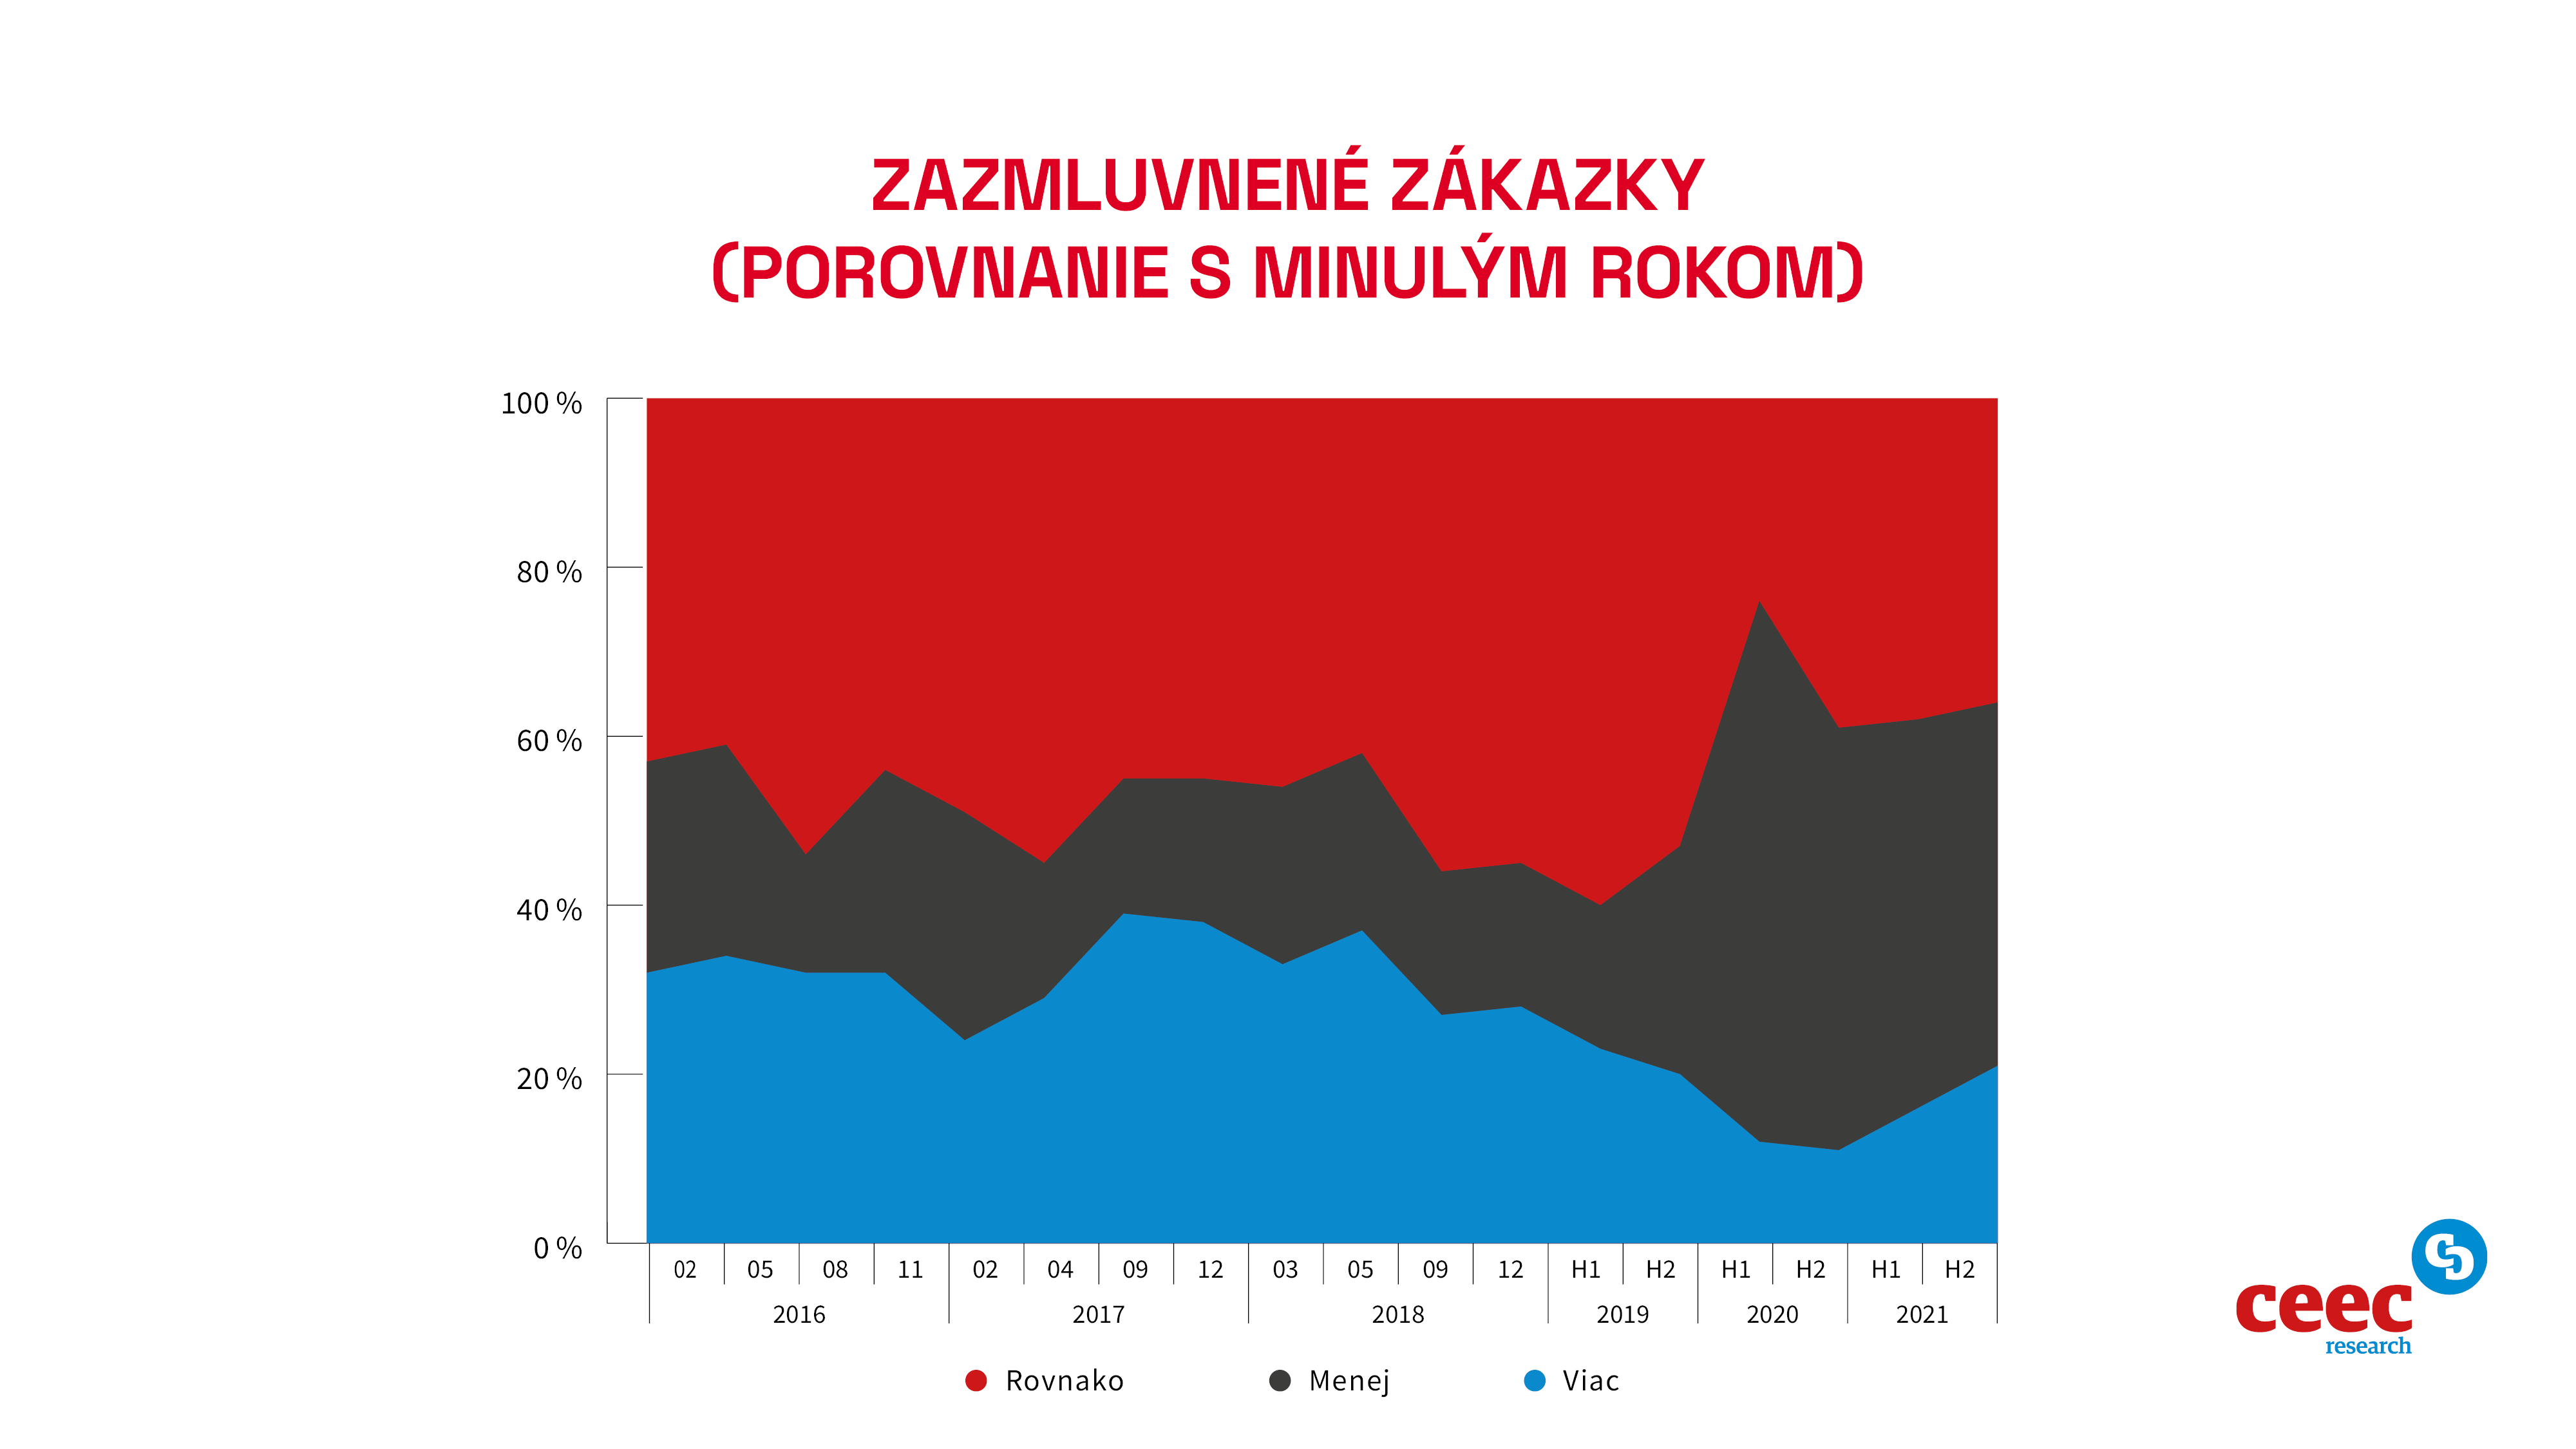 ZAZMLUVNENÉ ZÁKAZKY
(POROVNANIE S MINULÝM ROKOM)
100 %
80 %
60 %
40 %
20 %
0 %
02 05 08 11 02 04 09 12 03 05 09 12 H1 H2 H1 H2 H1 H2
2016 2017 2018 2019 2020 2021
Rovnako Menej Viac
ceec
research